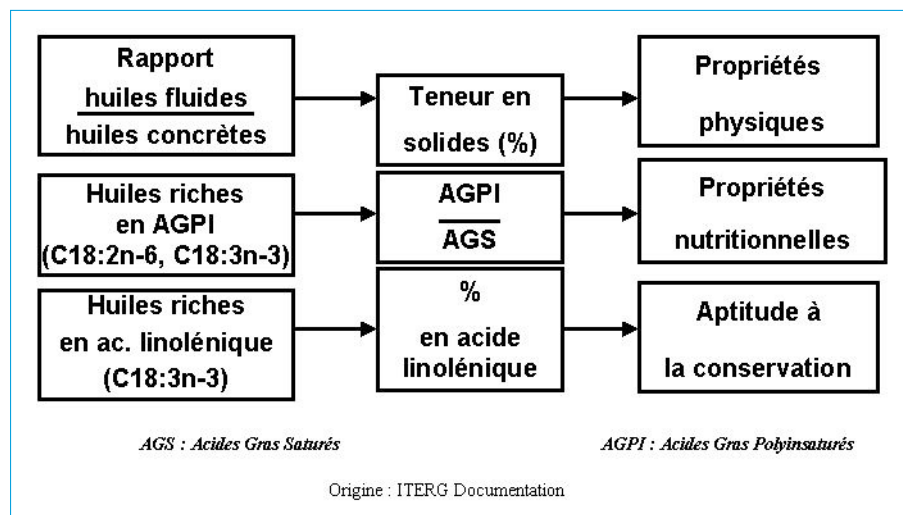 Rapport
huiles fluides
huiles concrètes
Teneur en
solides (%)
Propriétés
physiques
Huiles riches
en AGPI
(C18:2n-6, C18:3n-3)
AGPI
AGS
Propriétés
nutritionnelles
Huiles riches
en ac. linolénique
(C18:3n-3)
%
en acide
linolénique
Aptitude à
la conservation
AGS : Acides Gras Saturés
AGPI : Acides Gras Polyinsaturés
Origine : ITERG Documentation